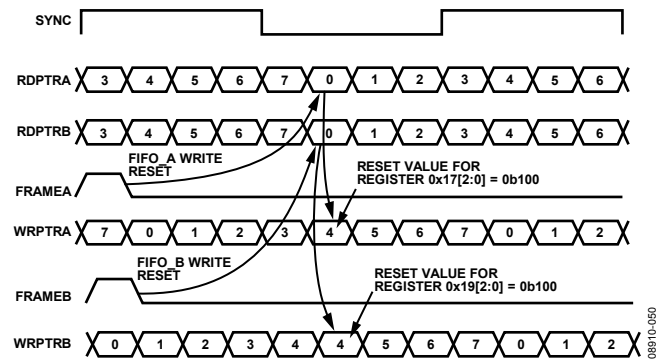 SYNC
RDPTRA 3 4 5 6 7 0 1 2 3 4 5 6
RDPTRB 3 4 5 6 7 0 1 2 3 4 5 6
FIFO_A WRITE
RESET
RESET VALUE FOR
REGISTER 0x17[2:0] = 0b100
FRAMEA
WRPTRA 7 0 1 2 3 4 5 6 7 0 1 2
FIFO_B WRITE
RESET
RESET VALUE FOR
REGISTER 0x19[2:0] = 0b100
FRAMEB
WRPTRB 0 1 2 3 4 4 5 6 7 0 1 2
08910-050